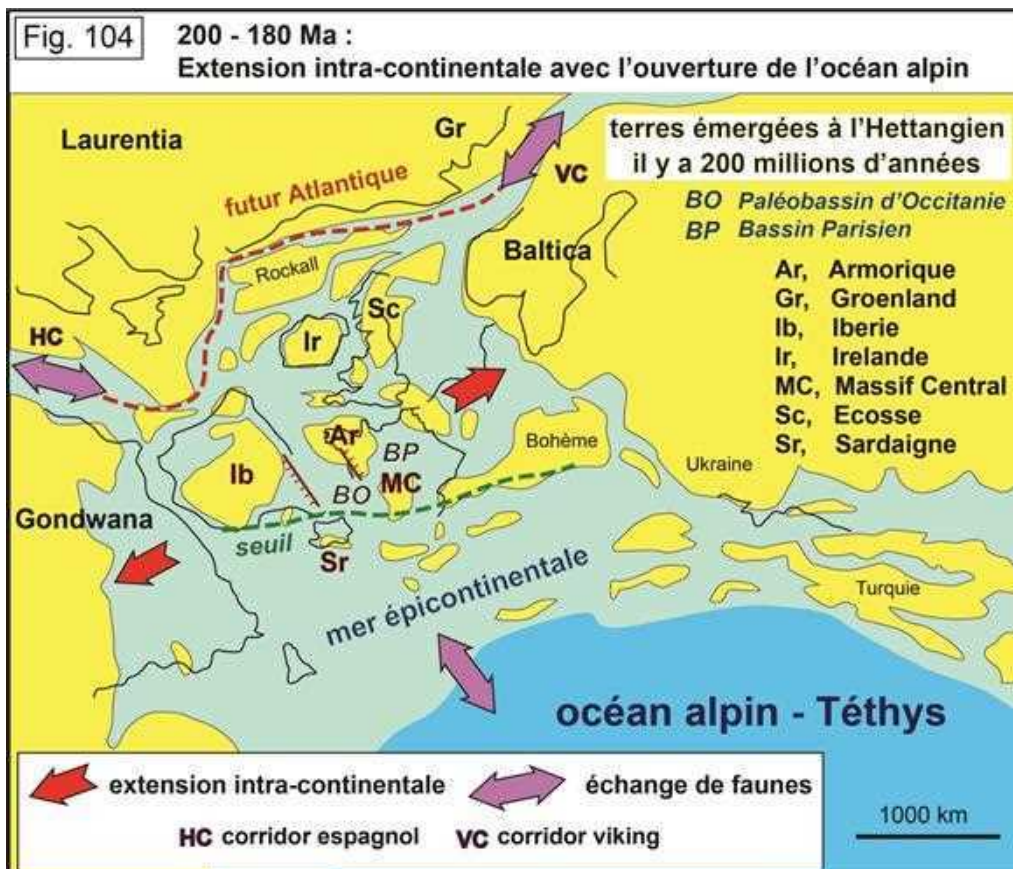 Fig. 104
200 - 180 Ma :
Extension intra-continentale avec l'ouverture de l'océan alpin
Laurentia
Gr
terres émergées à l'Hettangien
il y a 200 millions d'années
VC
futur Atlantique
BO Paléobassin d'Occitanie
BP Bassin Parisien
Baltica
Rockall
Ar, Armorique
Gr, Groenland
Ib, Iberie
Ir, Irelande
MC, Massif Central
Sc, Ecosse
Sr, Sardaigne
Sc
HC
Ir
Ar
BP
Bohème
Ukraine
Ib
BO
MC
Gondwana
seuil
Sr
Turquie
mer épicontinentale
océan alpin - Téthys
extension intra-continentale
échange de faunes
1000 km
HC corridor espagnol
VC corridor viking